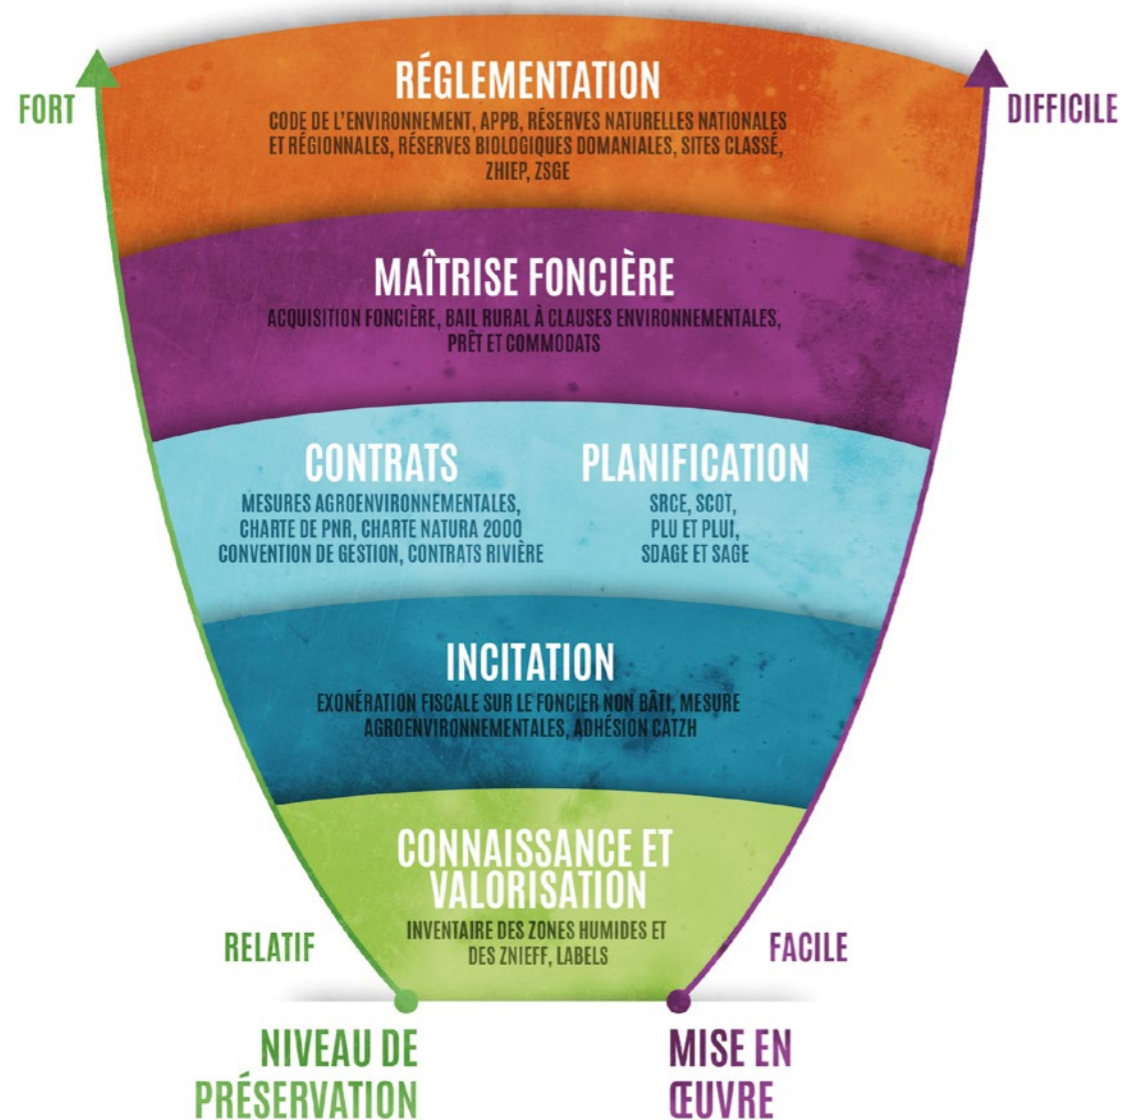 FORT
DIFFICILE
RÉGLEMENTATION
CODE DE L'ENVIRONNEMENT, APPB, RÉSERVES NATURELLES NATIONALES
ET RÉGIONNALES, RÉSERVES BIOLOGIQUES DOMANIALES, SITES CLASSÉ,
ZHIEP, ZSGE
MAÎTRISE FONCIÈRE
ACQUISITION FONCIÈRE, BAIL RURAL À CLAUSES ENVIRONNEMENTALES,
PRÊT ET COMMODATS
CONTRATS
MESURES AGROENVIRONNEMENTALES,
CHARTE DE PNR, CHARTE NATURA 2000
CONVENTION DE GESTION, CONTRATS RIVIÈRE
PLANIFICATION
SRCE, SCOT,
PLU ET PLUI,
SDAGE ET SAGE
INCITATION
EXONÉRATION FISCALE SUR LE FONCIER NON BÂTI, MESURE
AGROENVIRONNEMENTALES, ADHÉSION CATZH
CONNAISSANCE ET
VALORISATION
INVENTAIRE DES ZONES HUMIDES ET
DES ZNIEFF, LABELS
RELATIF
FACILE
NIVEAU DE
PRÉSERVATION
MISE EN
ŒUVRE